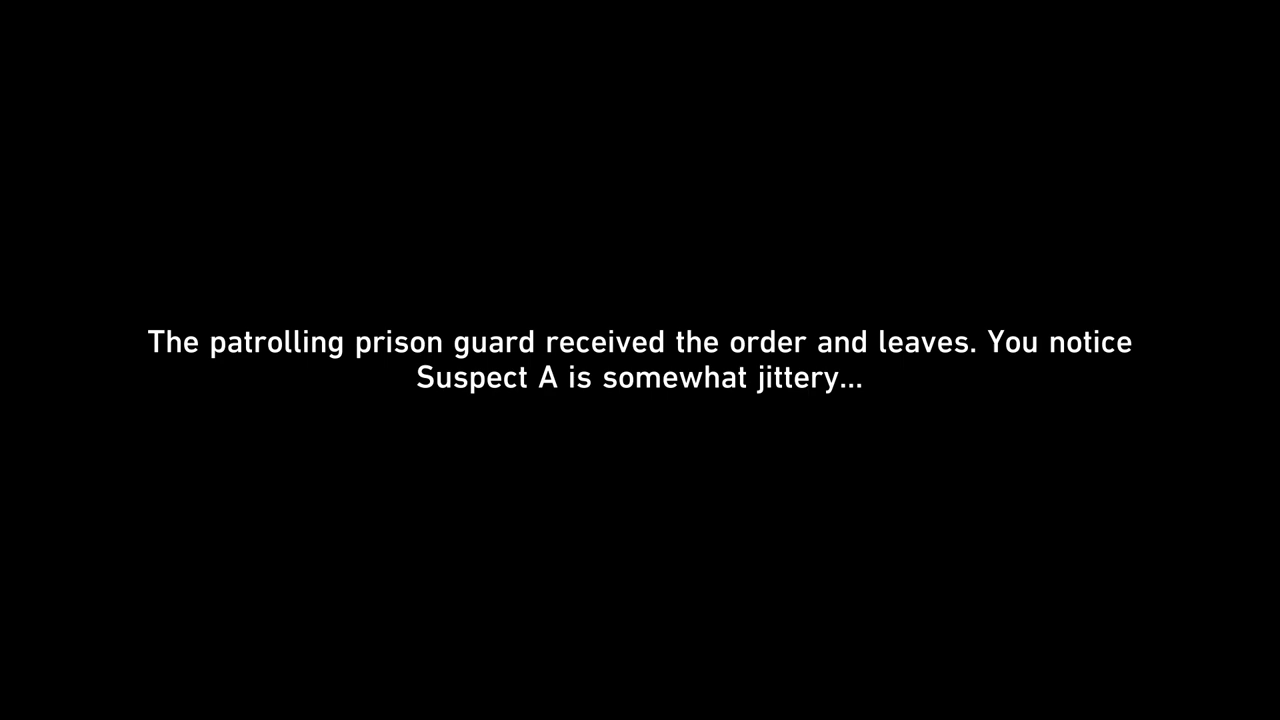 The patrolling prison guard received the order and leaves. You notice
Suspect A is somewhat jittery...